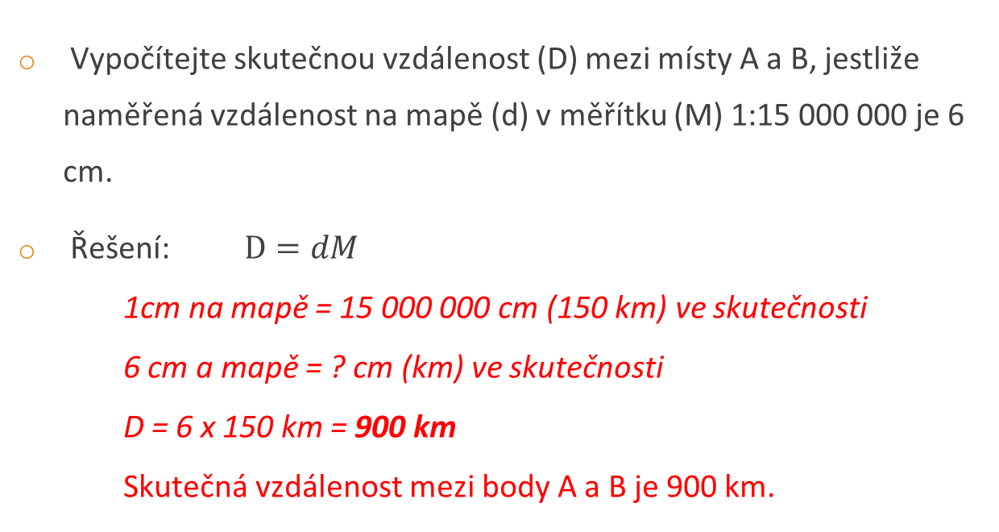 ○ Vypočítejte skutečnou vzdálenost (D) mezi místy A a B, jestliže
naměřená vzdálenost na mapě (d) v měřítku (M) 1:15 000 000 je 6
cm.
○ Řešení: D = dM
1cm na mapě = 15 000 000 cm (150 km) ve skutečnosti
6 cm a mapě = ? cm (km) ve skutečnosti
D = 6 x 150 km = 900 km
Skutečná vzdálenost mezi body A a B je 900 km.